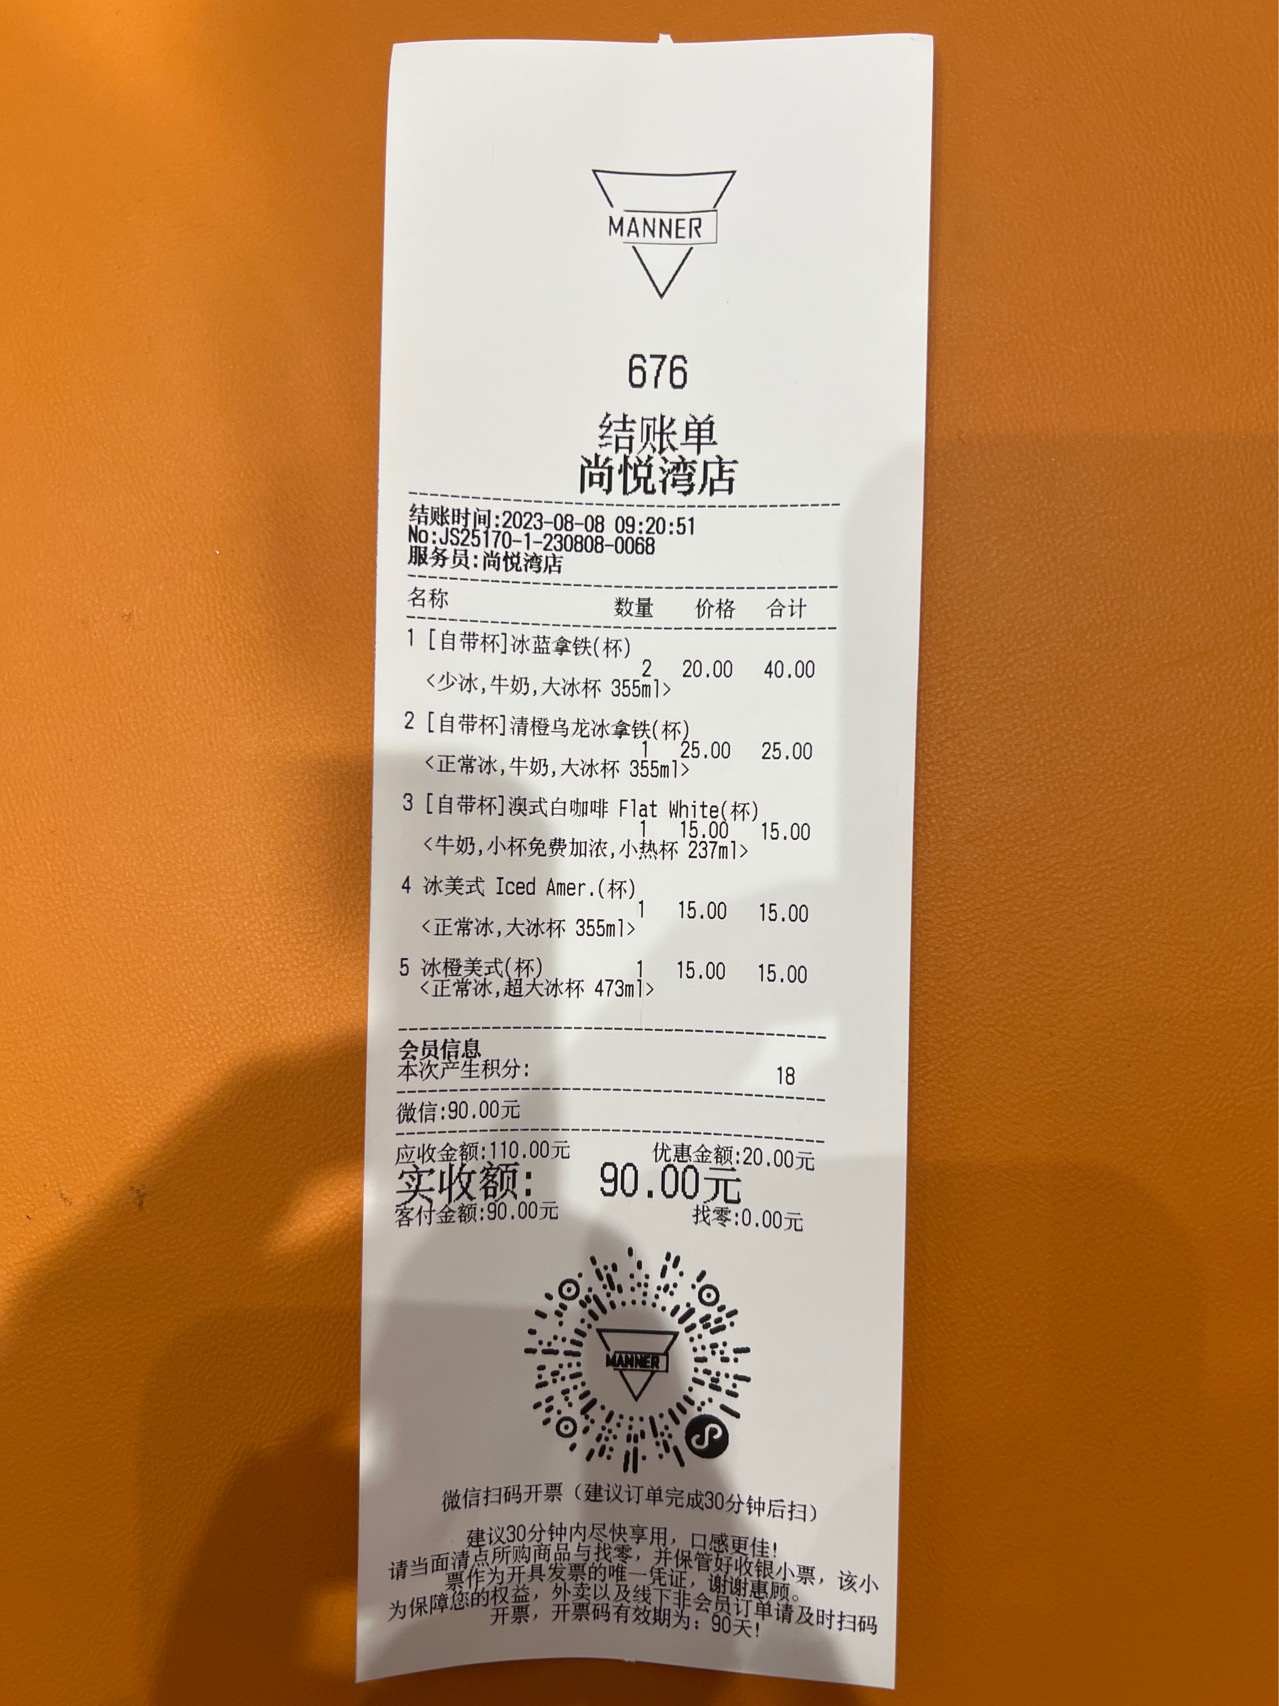 MANNER
676
结账单
尚悦湾店
结账时间:2023-08-08 09:20:51
No:JS25170-1-230808-0068
服务员:尚悦湾店
名称 数量 价格 合计
1 [自带杯]冰蓝拿铁(杯)
2 20.00 40.00
<少冰,牛奶,大冰杯 355ml>
2 [自带杯]清橙乌龙冰拿铁(杯)
1 25.00 25.00
<正常冰,牛奶,大冰杯 355ml>
3 [自带杯]澳式白咖啡 Flat White(杯)
1 15.00 15.00
<牛奶,小杯免费加浓,小热杯 237ml>
4 冰美式 Iced Amer.(杯)
1 15.00 15.00
<正常冰,大冰杯 355ml>
5 冰橙美式(杯) 1 15.00 15.00
<正常冰,超大冰杯 473ml>
会员信息
本次产生积分: 18
微信:90.00元
应收金额:110.00元 优惠金额:20.00元
实收额: 90.00元
客付金额:90.00元 找零:0.00元
MANNER
微信扫码开票（建议订单完成30分钟后扫）
建议30分钟内尽快享用，口感更佳!
请当面清点所购商品与找零，并保管好收银小票，该小
票作为开具发票的唯一凭证，谢谢惠顾。
为保障您的权益，外卖以及线下非会员订单请及时扫码
开票，开票码有效期为：90天!